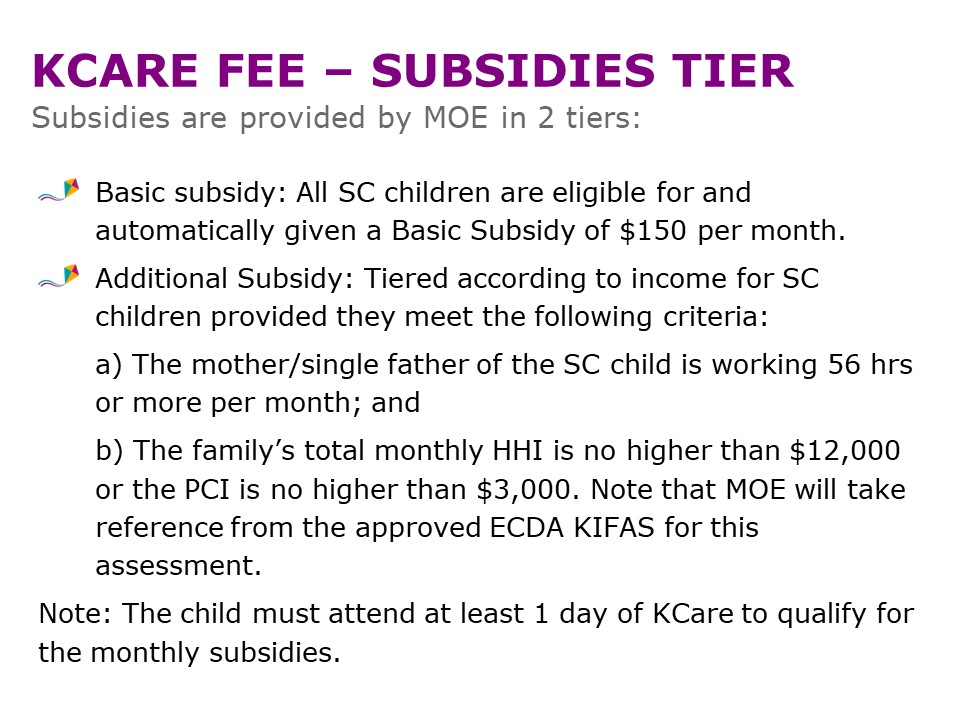 KCARE FEE – SUBSIDIES TIER
Subsidies are provided by MOE in 2 tiers:
Basic subsidy: All SC children are eligible for and
automatically given a Basic Subsidy of $150 per month.
Additional Subsidy: Tiered according to income for SC
children provided they meet the following criteria:
a) The mother/single father of the SC child is working 56 hrs
or more per month; and
b) The family’s total monthly HHI is no higher than $12,000
or the PCI is no higher than $3,000. Note that MOE will take
reference from the approved ECDA KIFAS for this
assessment.
Note: The child must attend at least 1 day of KCare to qualify for
the monthly subsidies.